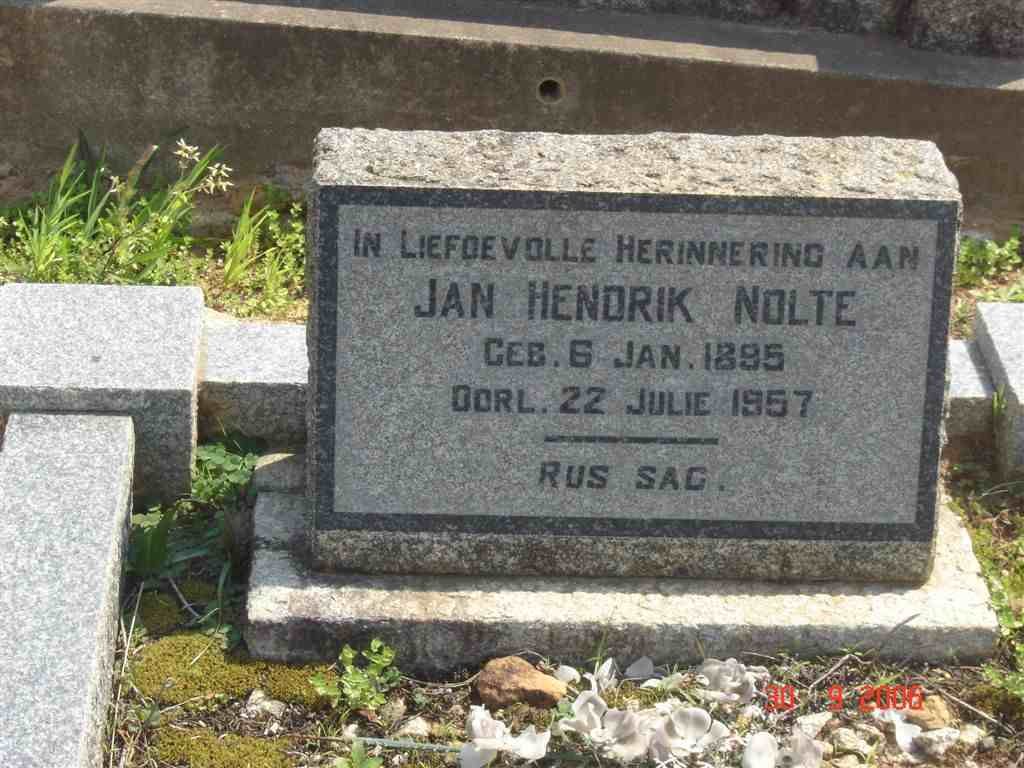 IN LIEFDEVOLLE HERINNERING AAN
JAN HENDRIK NOLTE
GEB. 6 JAN. 1895
OORL. 22 JULIE 1957
RUS SAG.
30 9 2006